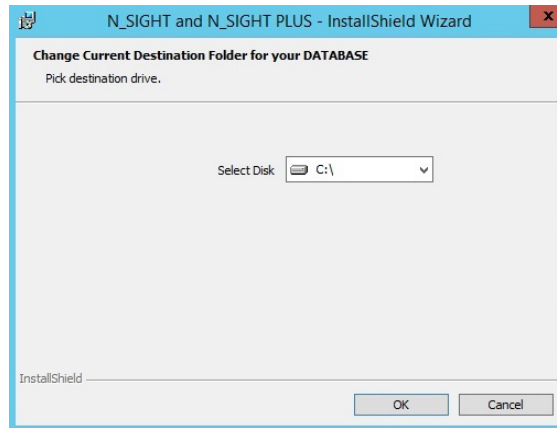 N_SIGHT and N_SIGHT PLUS - InstallShield Wizard
x
Change Current Destination Folder for your DATABASE
Pick destination drive.
Select Disk C:\
InstallShield
OK Cancel